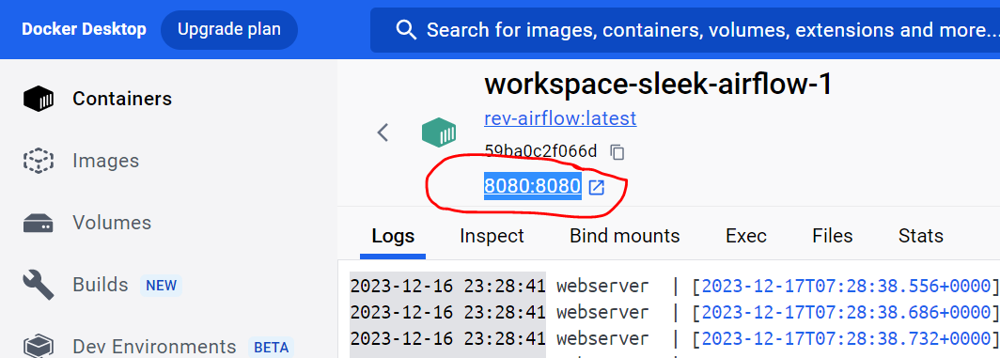 Docker Desktop
Upgrade plan
Search for images, containers, volumes, extensions and more...
Containers
Images
Volumes
Builds NEW
Dev Environments BETA
workspace-sleek-airflow-1
rev-airflow:latest
59ba0c2f066d
8080:8080
Logs Inspect Bind mounts Exec Files Stats
2023-12-16 23:28:41 webserver | [2023-12-17T07:28:38.556+0000]
2023-12-16 23:28:41 webserver | [2023-12-17T07:28:38.686+0000]
2023-12-16 23:28:41 webserver | [2023-12-17T07:28:38.732+0000]